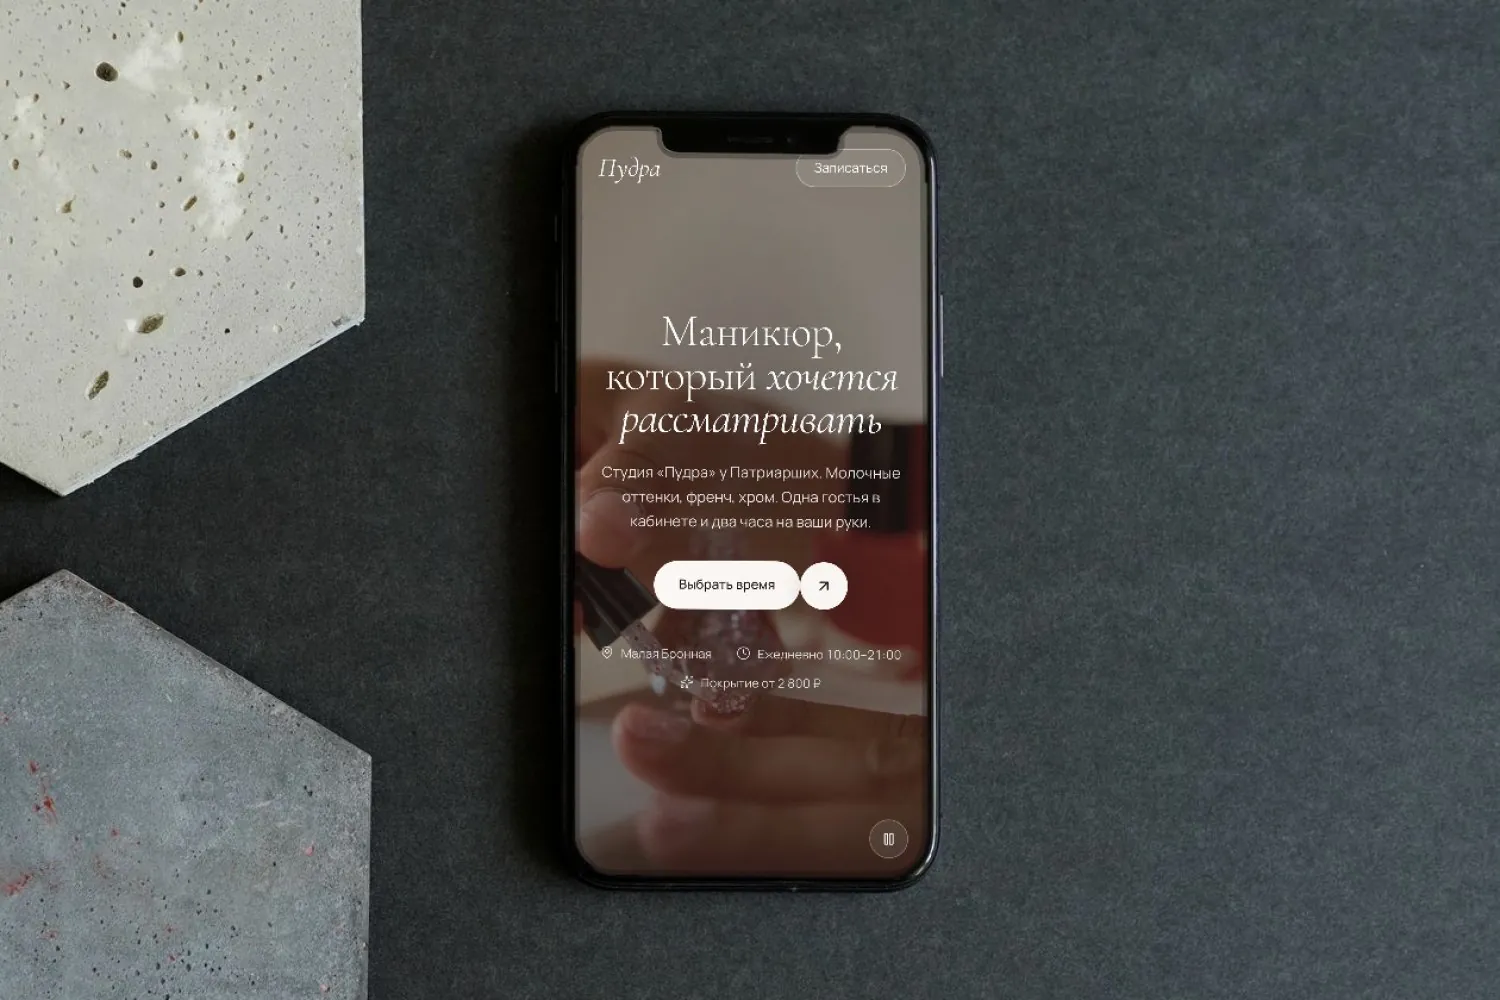 Пудра
Записаться
Маникюр,
который хочется
рассматривать
Студия «Пудра» у Патриарших. Молочные
оттенки, френч, хром. Одна гостья в
кабинете и два часа на ваши руки.
Выбрать время
Малая Бронная
Ежедневно 10:00–21:00
Покрытие от 2 800 ₽